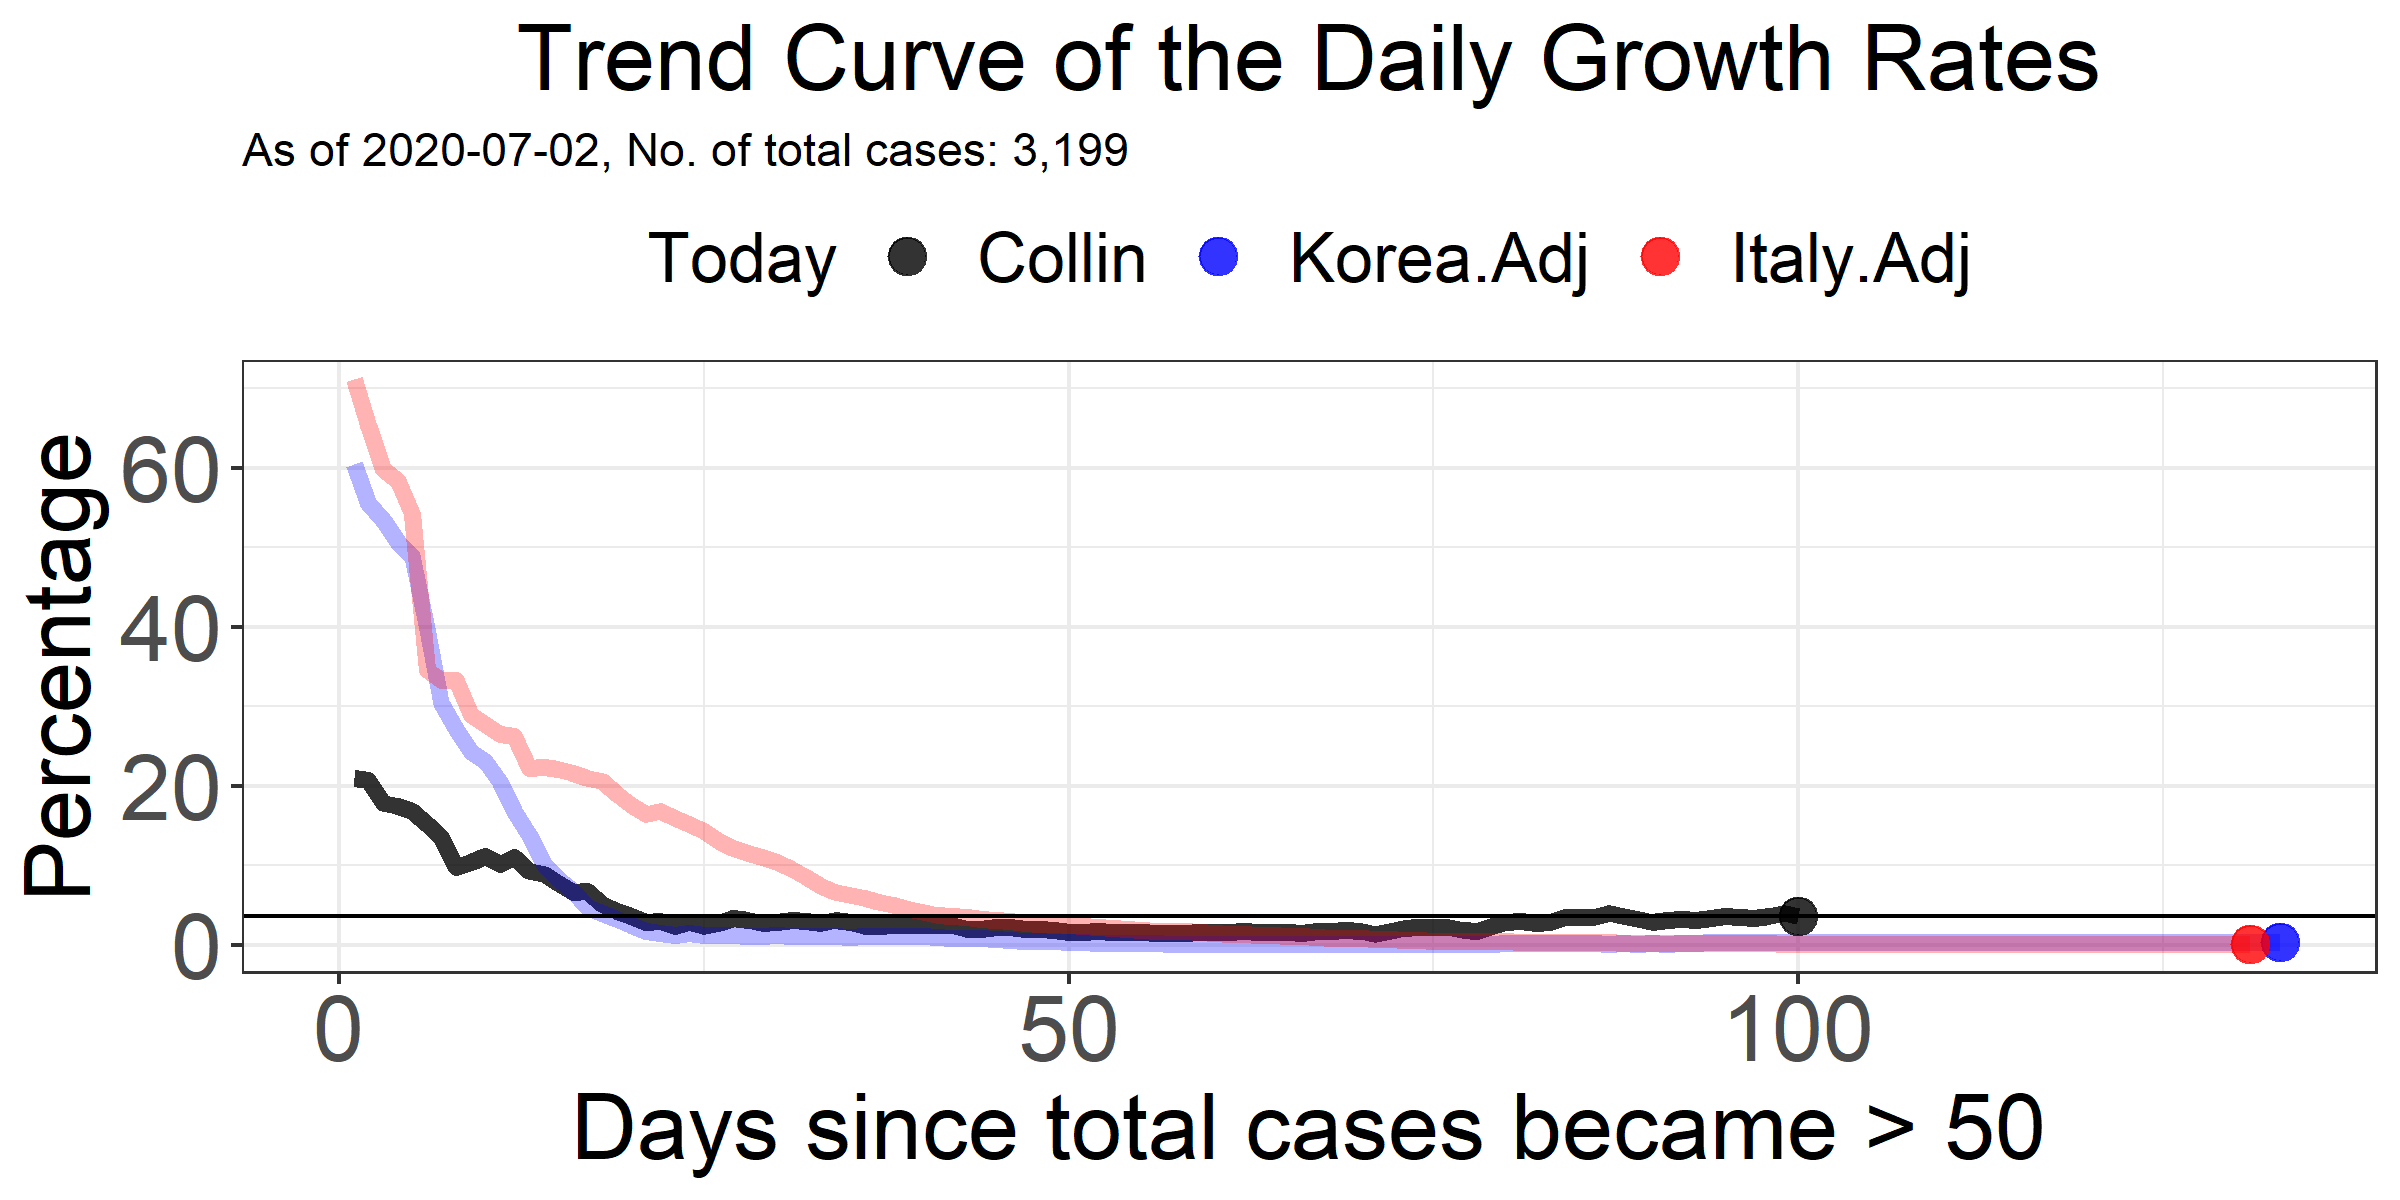 Trend Curve of the Daily Growth Rates
As of 2020-07-02, No. of total cases: 3,199
Today Collin Korea.Adj Italy.Adj
Percentage
60
40
20
0
0 50 100
Days since total cases became > 50